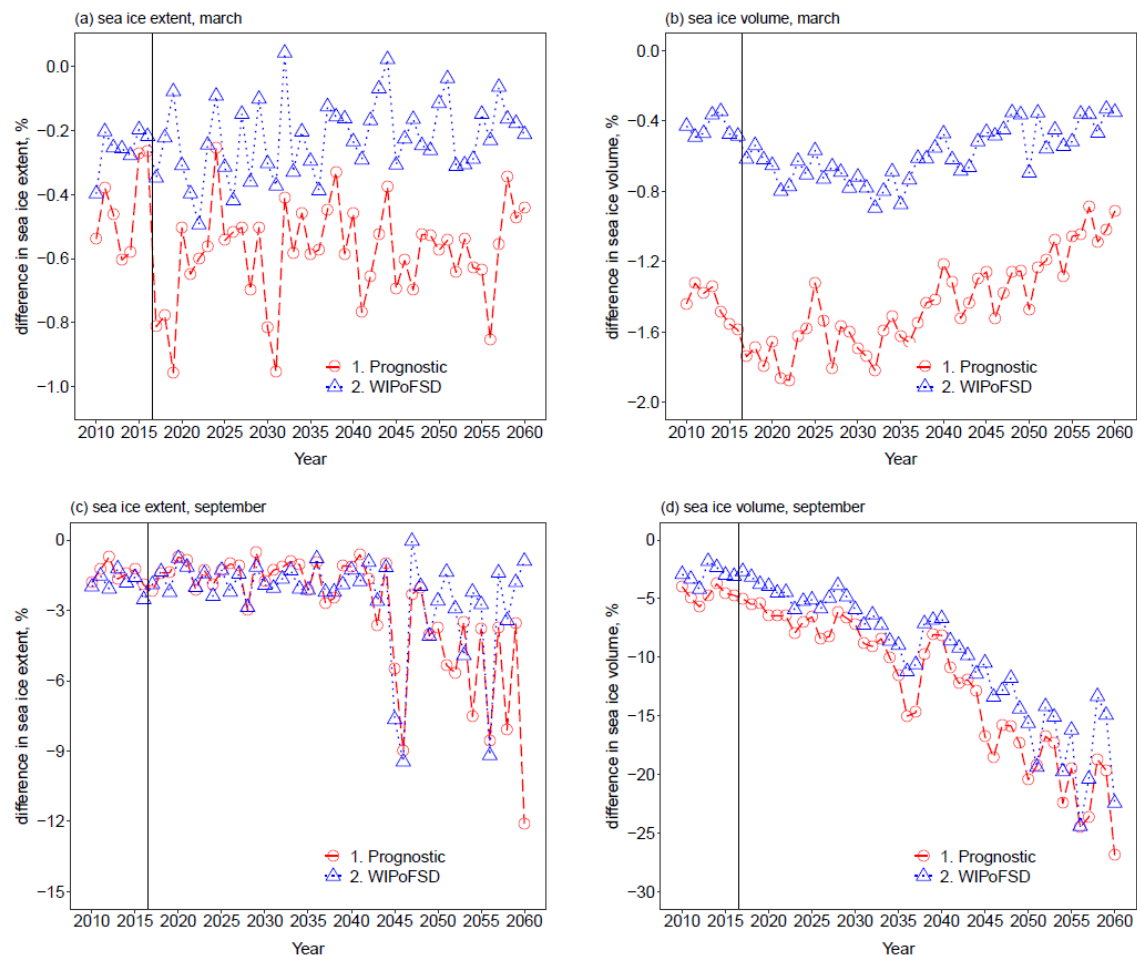 (a) sea ice extent, march
difference in sea ice extent, %
0.0
−0.2
−0.4
−0.6
−0.8
−1.0
1. Prognostic
2. WIPoFSD
2010 2015 2020 2025 2030 2035 2040 2045 2050 2055 2060
Year
(b) sea ice volume, march
difference in sea ice volume, %
0.0
−0.4
−0.8
−1.2
−1.6
−2.0
1. Prognostic
2. WIPoFSD
2010 2015 2020 2025 2030 2035 2040 2045 2050 2055 2060
Year
(c) sea ice extent, september
difference in sea ice extent, %
0
−3
−6
−9
−12
−15
1. Prognostic
2. WIPoFSD
2010 2015 2020 2025 2030 2035 2040 2045 2050 2055 2060
Year
(d) sea ice volume, september
difference in sea ice volume, %
0
−5
−10
−15
−20
−25
−30
1. Prognostic
2. WIPoFSD
2010 2015 2020 2025 2030 2035 2040 2045 2050 2055 2060
Year